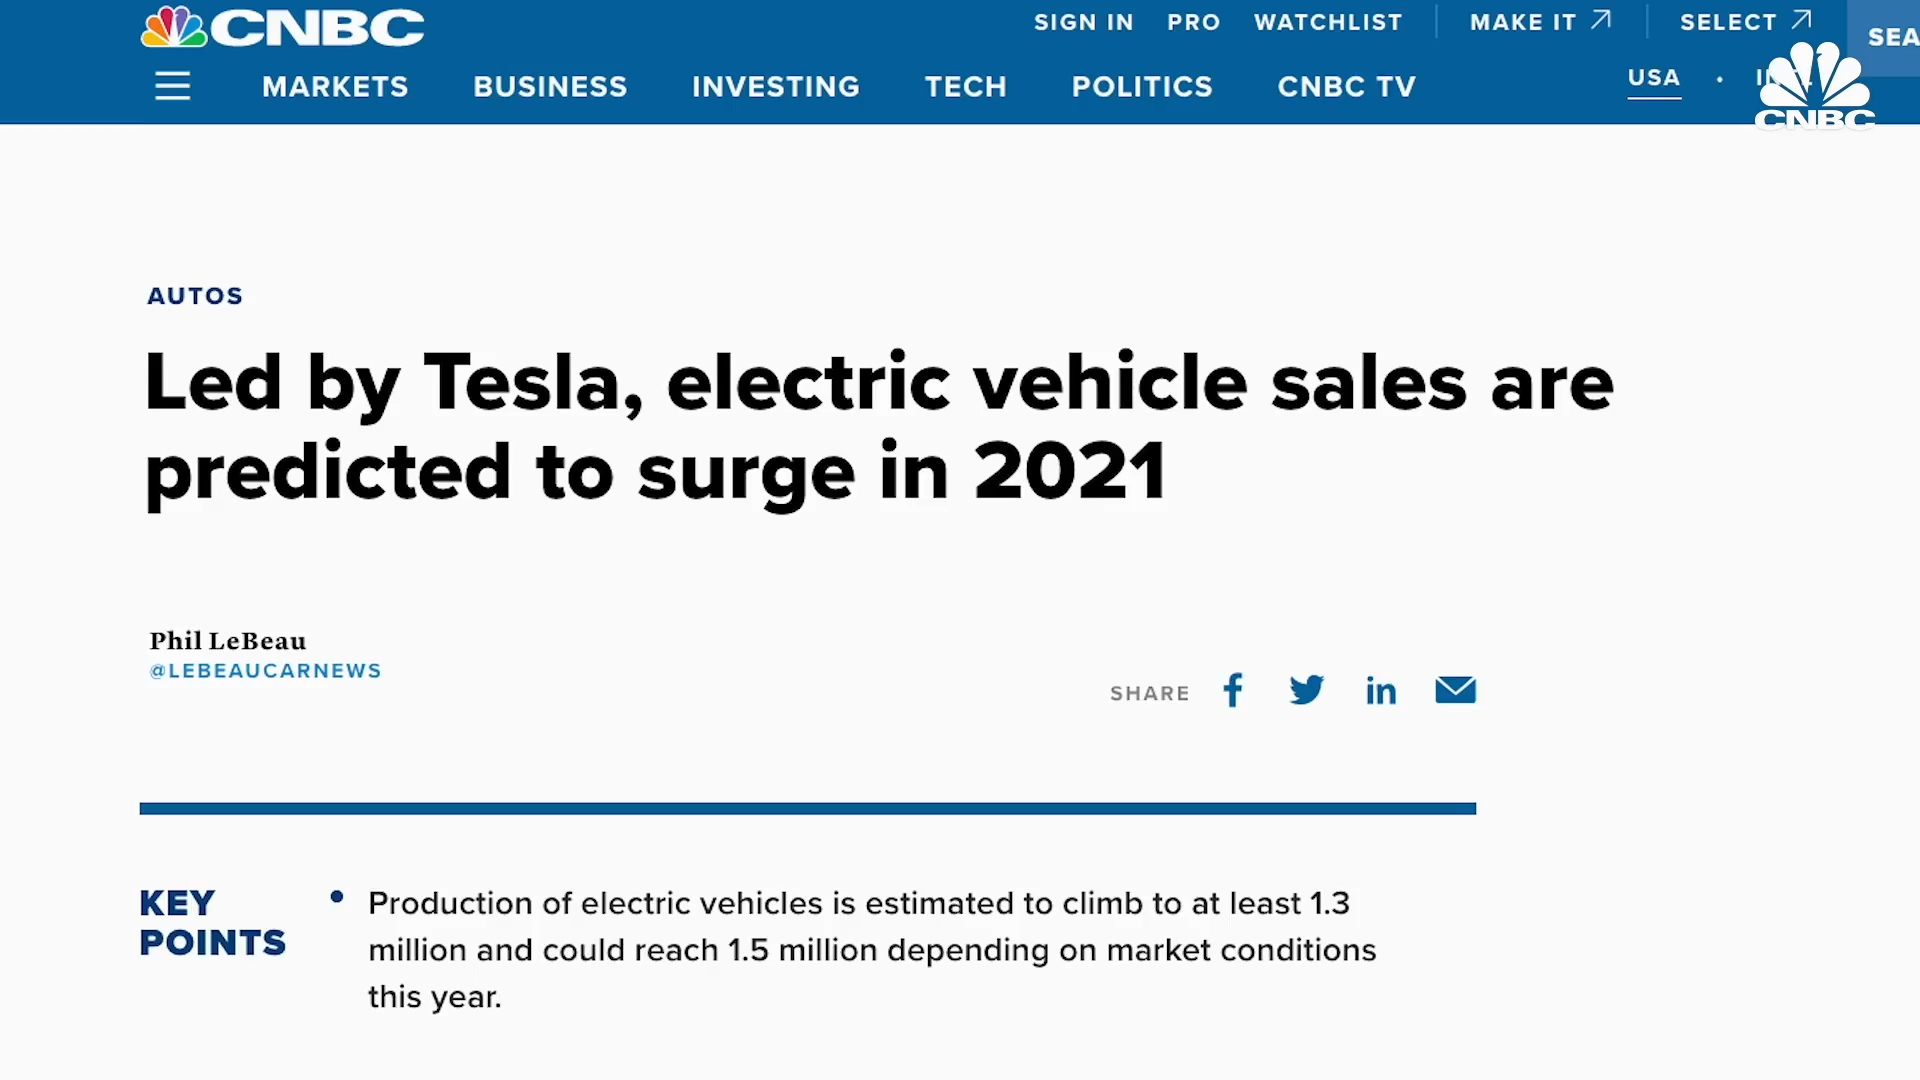 CNBC
SIGN IN PRO WATCHLIST MAKE IT SELECT
MARKETS BUSINESS INVESTING TECH POLITICS CNBC TV
USA •
CNBC
AUTOS
Led by Tesla, electric vehicle sales are
predicted to surge in 2021
Phil LeBeau
@LEBEAUCARNEWS
SHARE
KEY
POINTS
• Production of electric vehicles is estimated to climb to at least 1.3
million and could reach 1.5 million depending on market conditions
this year.